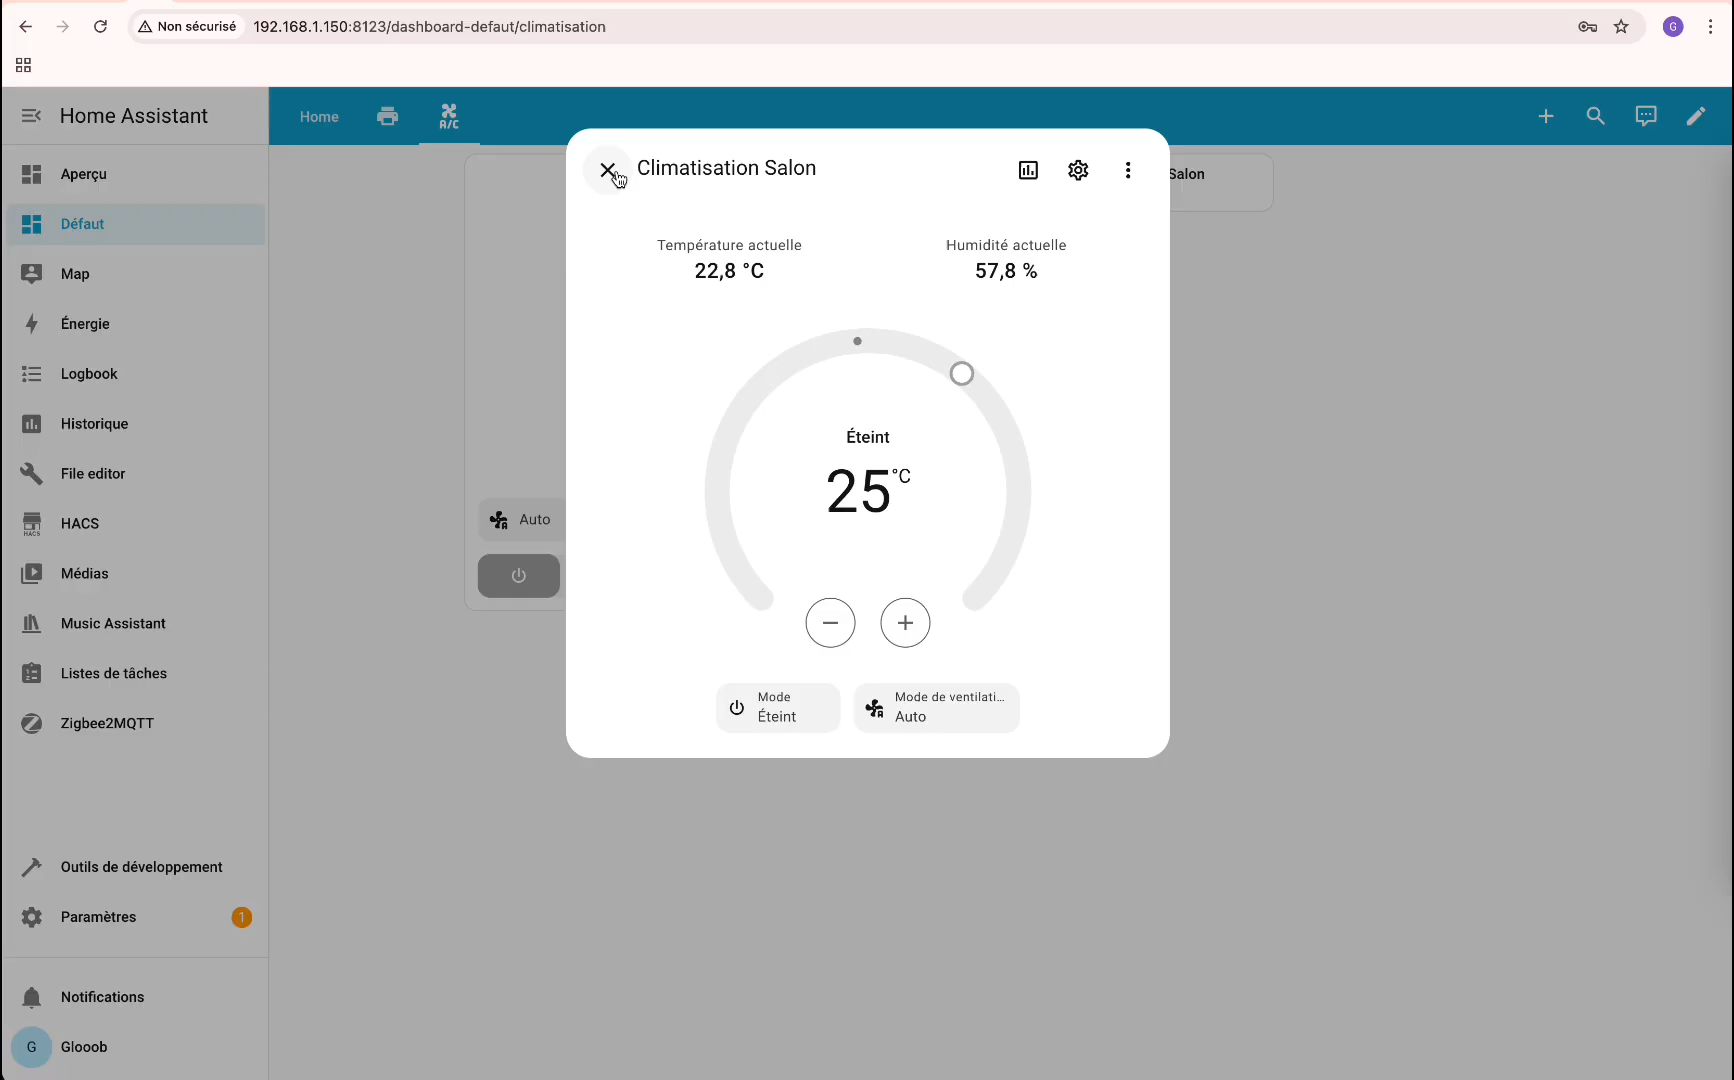 Non sécurisé
192.168.1.150:8123/dashboard-defaut/climatisation
G
Home Assistant
Home
A/C
Aperçu
Défaut
Map
Énergie
Logbook
Historique
File editor
HACS
HACS
Médias
Music Assistant
Listes de tâches
Zigbee2MQTT
Outils de développement
Paramètres
1
Notifications
G
Glooob
Auto
Salon
Climatisation Salon
Température actuelle
22,8 °C
Humidité actuelle
57,8 %
Éteint
25 °C
Mode
Éteint
Mode de ventilati...
Auto